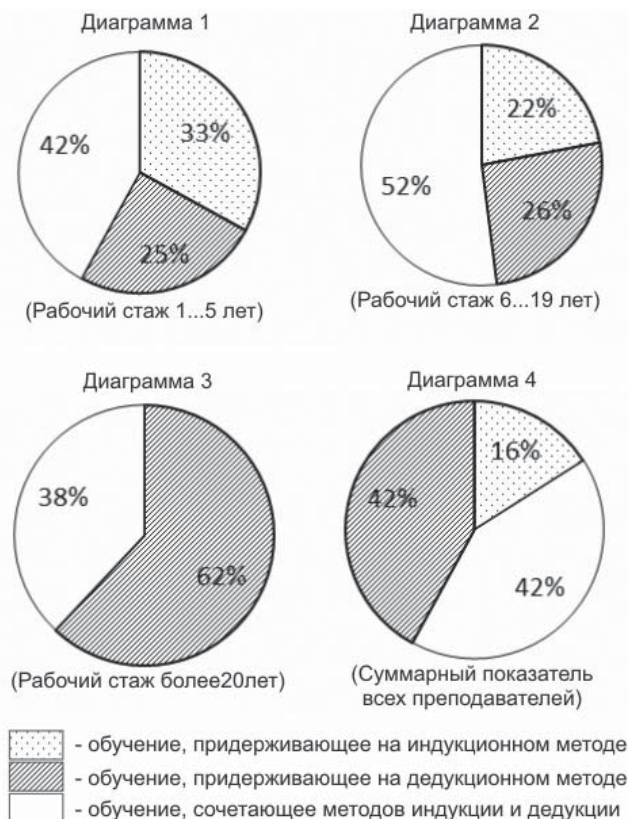 Диаграмма 1
33%
42%
25%
(Рабочий стаж 1...5 лет)
Диаграмма 2
22%
52%
26%
(Рабочий стаж 6...19 лет)
Диаграмма 3
38%
62%
(Рабочий стаж более20лет)
Диаграмма 4
16%
42%
42%
(Суммарный показатель
всех преподавателей)
- обучение, придерживающее на индукционном методе
- обучение, придерживающее на дедукционном методе
- обучение, сочетающее методов индукции и дедукции